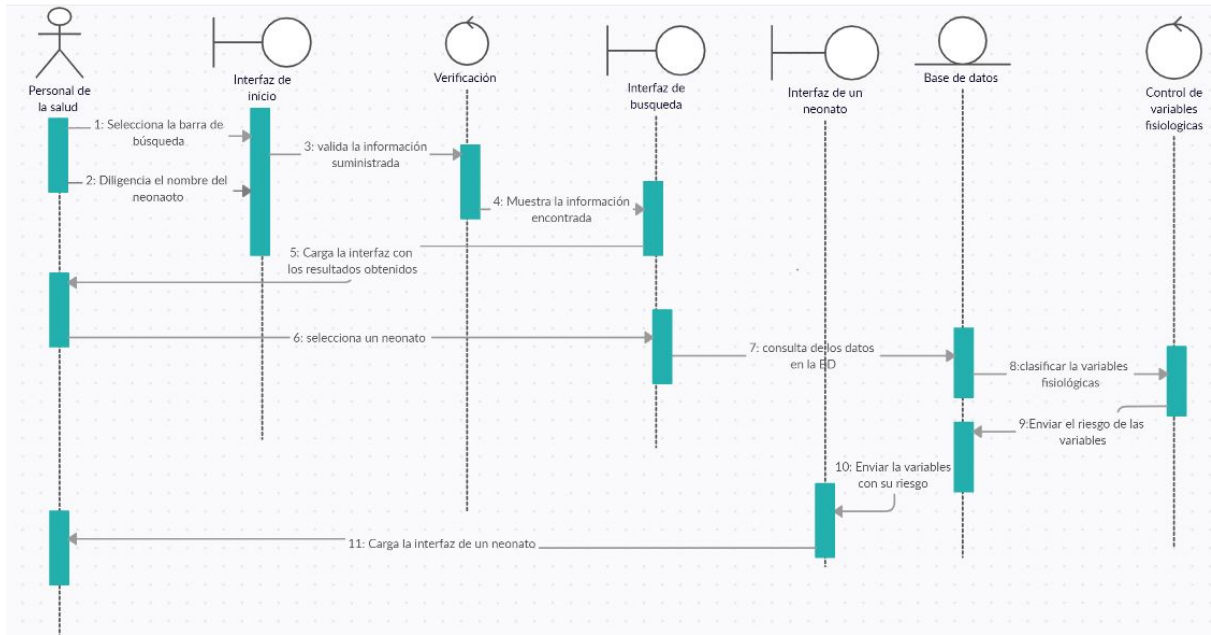 Personal de
la salud
Interfaz de
inicio
Verificación
Interfaz de
busqueda
Interfaz de un
neonato
Base de datos
Control de
variables
fisiologicas
1: Selecciona la barra de
búsqueda
2: Diligencia el nombre del
neonaoto
3: valida la información
suministrada
4: Muestra la información
encontrada
5: Carga la interfaz con
los resultados obtenidos
6: selecciona un neonato
7: consulta de los datos
en la BD
8:clasificar la variables
fisiológicas
9:Enviar el riesgo de las
variables
10: Enviar la variables
con su riesgo
11: Carga la interfaz de un neonato